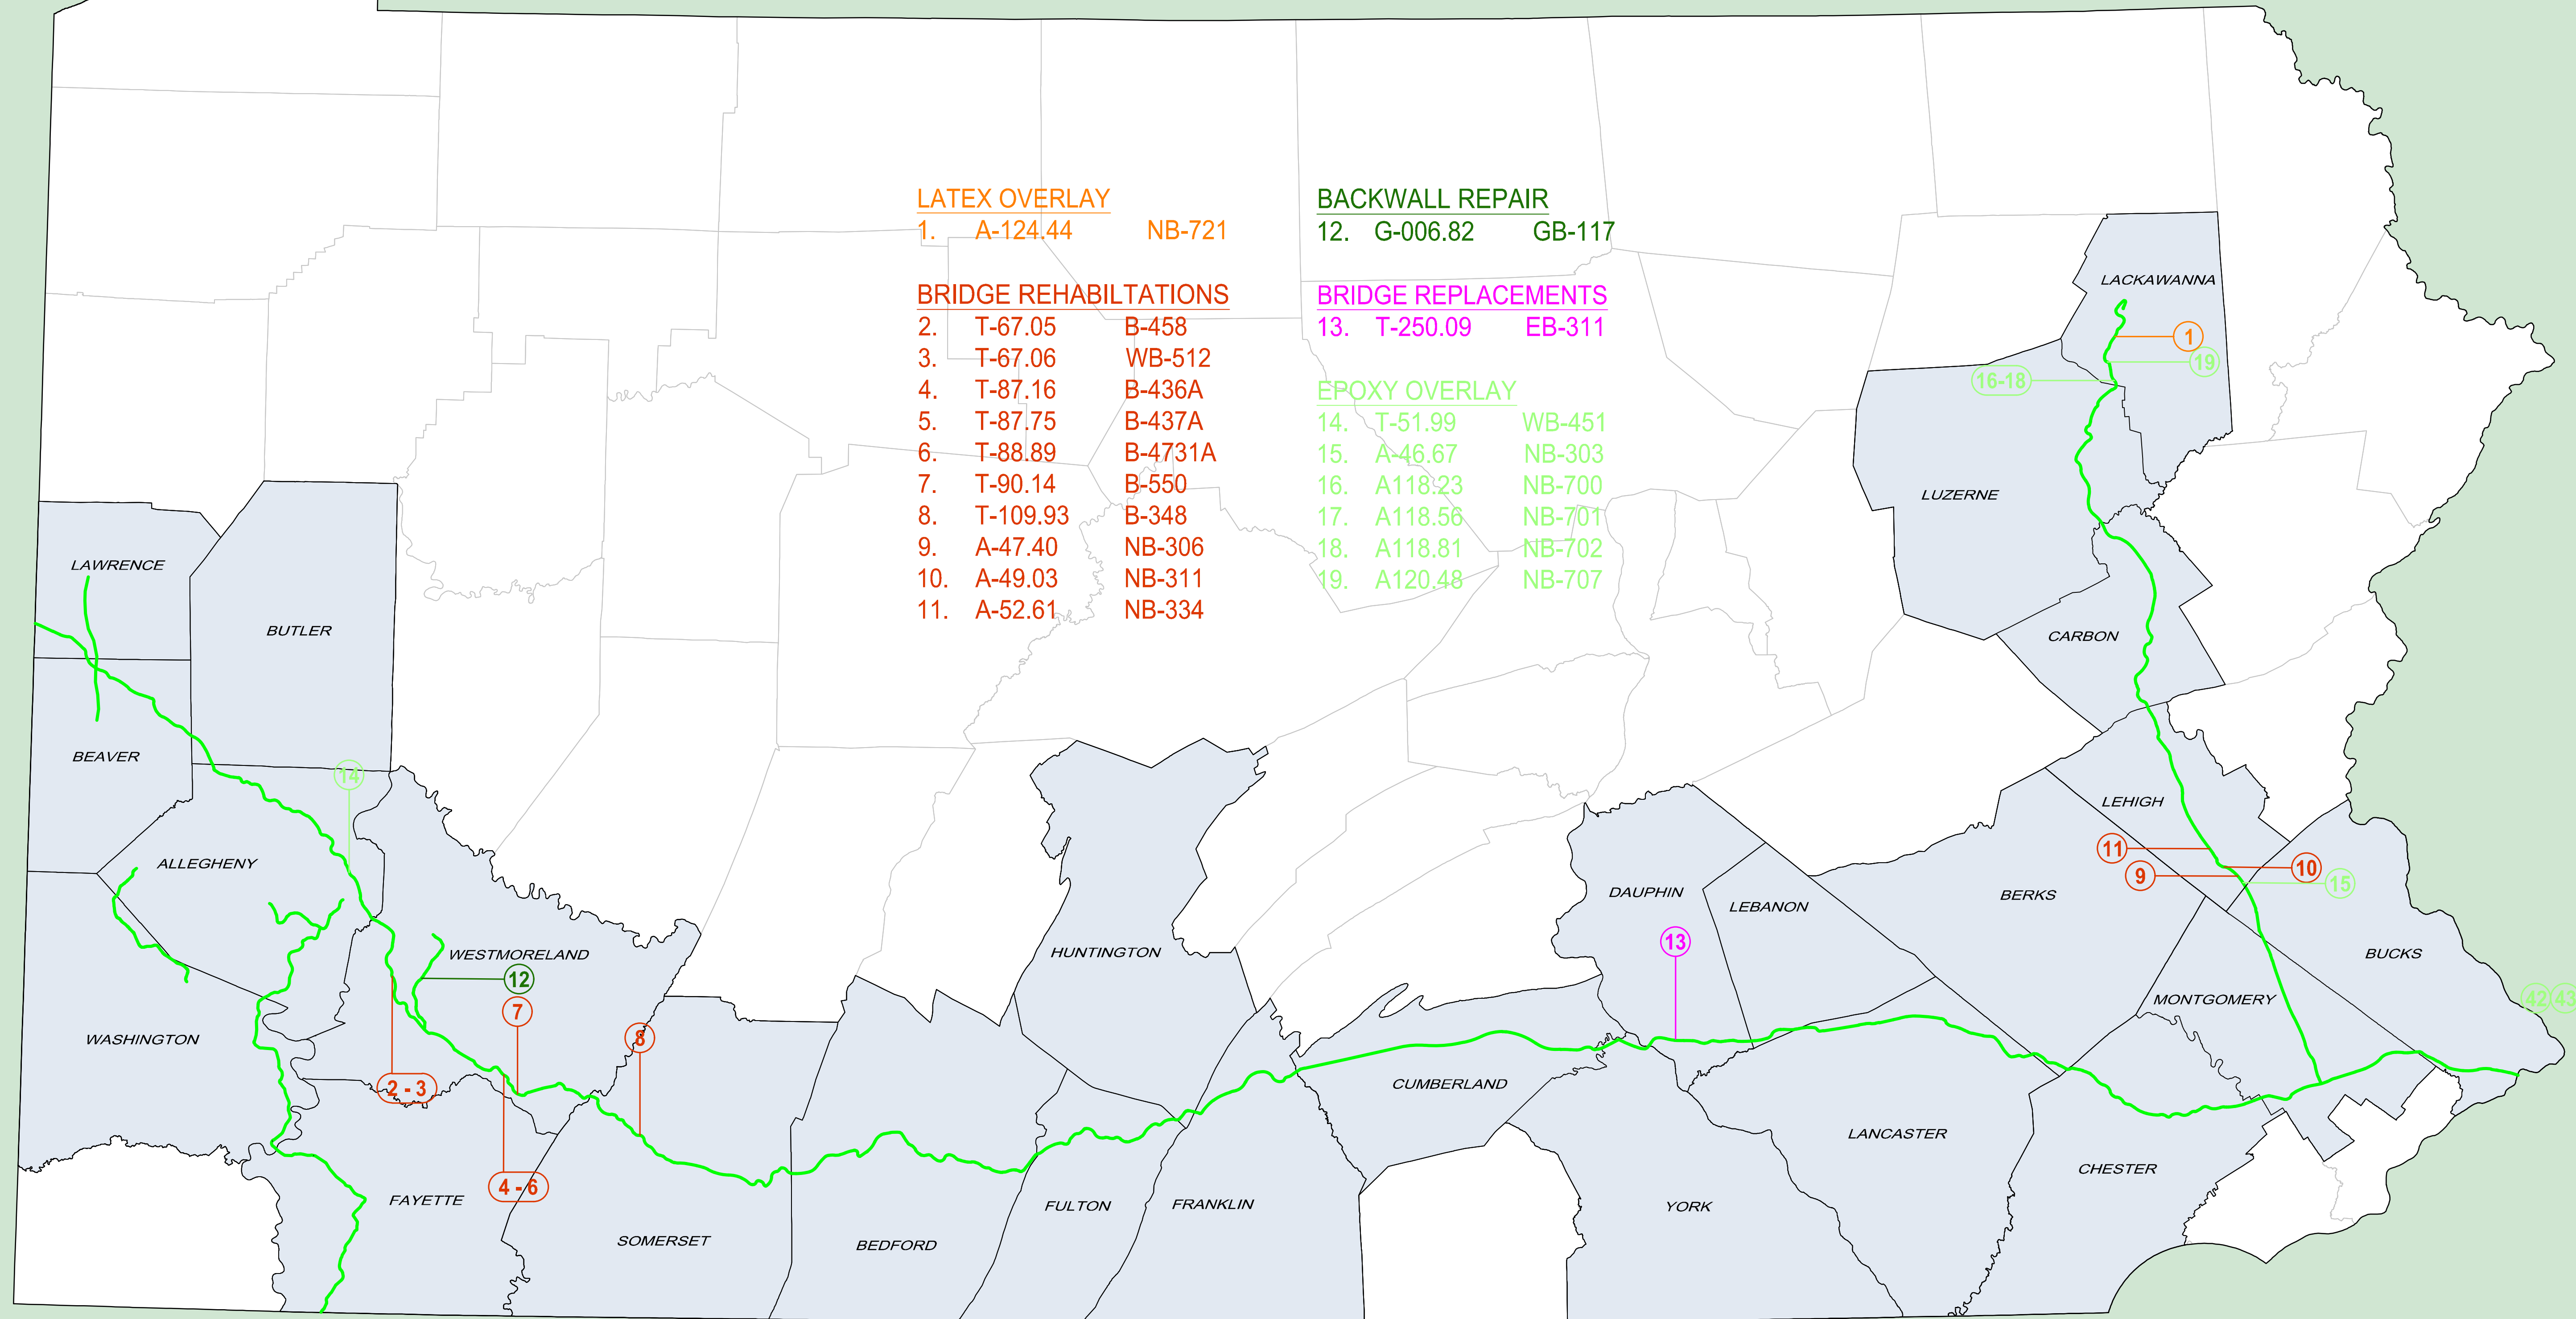 LATEX OVERLAY
1. A-124.44 NB-721
BRIDGE REHABILTATIONS
2. T-67.05 B-458
3. T-67.06 WB-512
4. T-87.16 B-436A
5. T-87.75 B-437A
6. T-88.89 B-4731A
7. T-90.14 B-550
8. T-109.93 B-348
9. A-47.40 NB-306
10. A-49.03 NB-311
11. A-52.61 NB-334
BACKWALL REPAIR
12. G-006.82 GB-117
BRIDGE REPLACEMENTS
13. T-250.09 EB-311
EPOXY OVERLAY
14. T-51.99 WB-451
15. A-46.67 NB-303
16. A118.23 NB-700
17. A118.56 NB-701
18. A118.81 NB-702
19. A120.48 NB-707
LACKAWANNA
1
19
16-18
LUZERNE
LAWRENCE
BUTLER
CARBON
BEAVER
14
LEHIGH
ALLEGHENY
11
10
9
15
DAUPHIN
LEBANON
BERKS
13
WESTMORELAND
HUNTINGTON
BUCKS
12
42 43
MONTGOMERY
7
8
WASHINGTON
2 - 3
CUMBERLAND
LANCASTER
CHESTER
4 - 6
FAYETTE
FULTON
FRANKLIN
YORK
SOMERSET
BEDFORD